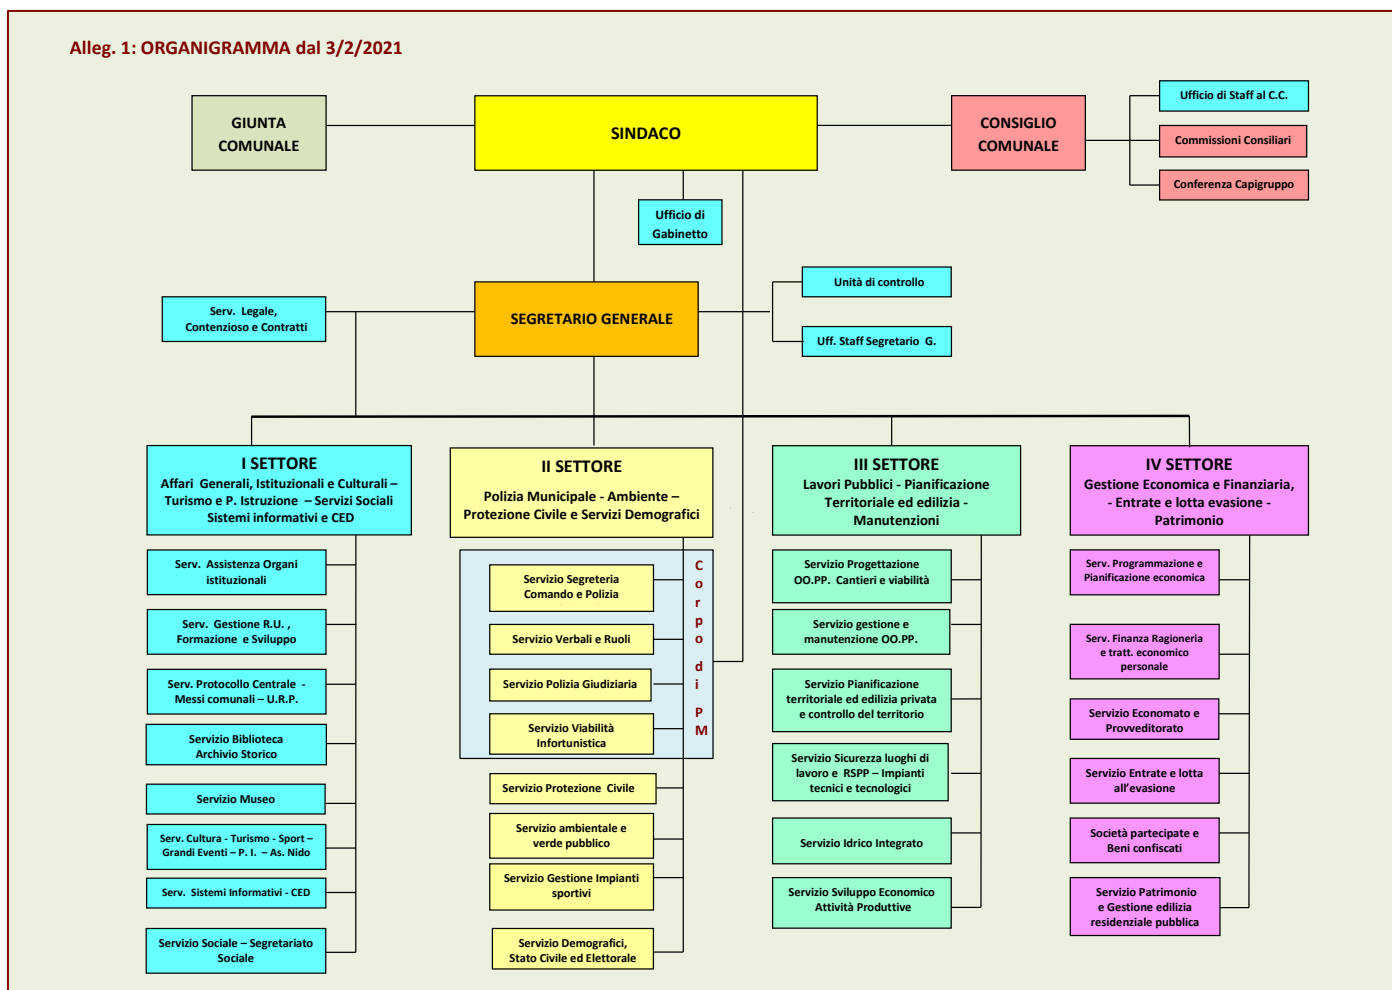 Alleg. 1: ORGANIGRAMMA dal 3/2/2021
GIUNTA
COMUNALE
SINDACO
CONSIGLIO
COMUNALE
Ufficio di Staff al C.C.
Commissioni Consiliari
Conferenza Capigruppo
Ufficio di
Gabinetto
Serv. Legale,
Contenzioso e Contratti
SEGRETARIO GENERALE
Unità di controllo
Uff. Staff Segretario G.
I SETTORE
Affari Generali, Istituzionali e Culturali –
Turismo e P. Istruzione – Servizi Sociali
Sistemi informativi e CED
Serv. Assistenza Organi
istituzionali
Serv. Gestione R.U. ,
Formazione e Sviluppo
Serv. Protocollo Centrale -
Messi comunali – U.R.P.
Servizio Biblioteca
Archivio Storico
Servizio Museo
Serv. Cultura - Turismo - Sport –
Grandi Eventi – P. I. – As. Nido
Serv. Sistemi Informativi - CED
Servizio Sociale – Segretariato
Sociale
II SETTORE
Polizia Municipale - Ambiente –
Protezione Civile e Servizi Demografici
Corpo di PM
Servizio Segreteria
Comando e Polizia
Servizio Verbali e Ruoli
Servizio Polizia Giudiziaria
Servizio Viabilità
Infortunistica
Servizio Protezione Civile
Servizio ambientale e
verde pubblico
Servizio Gestione Impianti
sportivi
Servizio Demografici,
Stato Civile ed Elettorale
III SETTORE
Lavori Pubblici - Pianificazione
Territoriale ed edilizia -
Manutenzioni
Servizio Progettazione
OO.PP. Cantieri e viabilità
Servizio gestione e
manutenzione OO.PP.
Servizio Pianificazione
territoriale ed edilizia privata
e controllo del territorio
Servizio Sicurezza luoghi di
lavoro e RSPP – Impianti
tecnici e tecnologici
Servizio Idrico Integrato
Servizio Sviluppo Economico
Attività Produttive
IV SETTORE
Gestione Economica e Finanziaria,
- Entrate e lotta evasione -
Patrimonio
Serv. Programmazione e
Pianificazione economica
Serv. Finanza Ragioneria
e tratt. economico
personale
Servizio Economato e
Provveditorato
Servizio Entrate e lotta
all'evasione
Società partecipate e
Beni confiscati
Servizio Patrimonio
e Gestione edilizia
residenziale pubblica